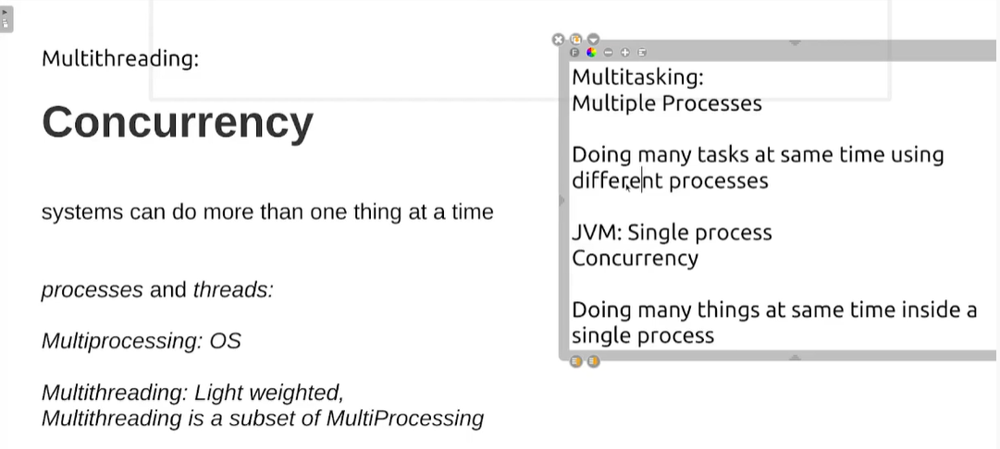 Multithreading:
Concurrency
systems can do more than one thing at a time
processes and threads:
Multiprocessing: OS
Multithreading: Light weighted,
Multithreading is a subset of MultiProcessing
Multitasking:
Multiple Processes
Doing many tasks at same time using
different processes
JVM: Single process
Concurrency
Doing many things at same time inside a
single process